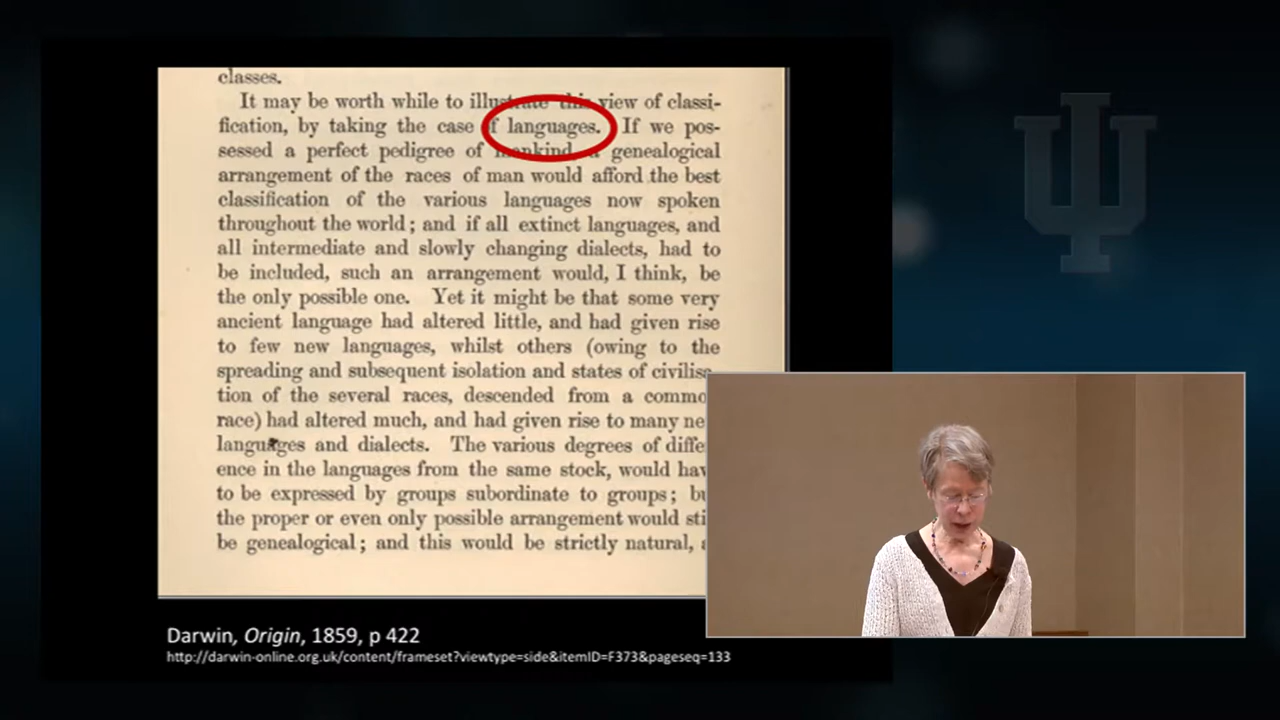 classes.
It may be worth while to illustrate this view of classi-
fication, by taking the case of languages. If we pos-
sessed a perfect pedigree of mankind, a genealogical
arrangement of the races of man would afford the best
classification of the various languages now spoken
throughout the world; and if all extinct languages, and
all intermediate and slowly changing dialects, had to
be included, such an arrangement would, I think, be
the only possible one. Yet it might be that some very
ancient language had altered little, and had given rise
to few new languages, whilst others (owing to the
spreading and subsequent isolation and states of civilisa
tion of the several races, descended from a commo
race) had altered much, and had given rise to many ne
languages and dialects. The various degrees of differ
ence in the languages from the same stock, would hav
to be expressed by groups subordinate to groups; bu
the proper or even only possible arrangement would sti
be genealogical; and this would be strictly natural, a
Darwin, Origin, 1859, p 422
http://darwin-online.org.uk/content/frameset?viewtype=side&itemID=F373&pageseq=133